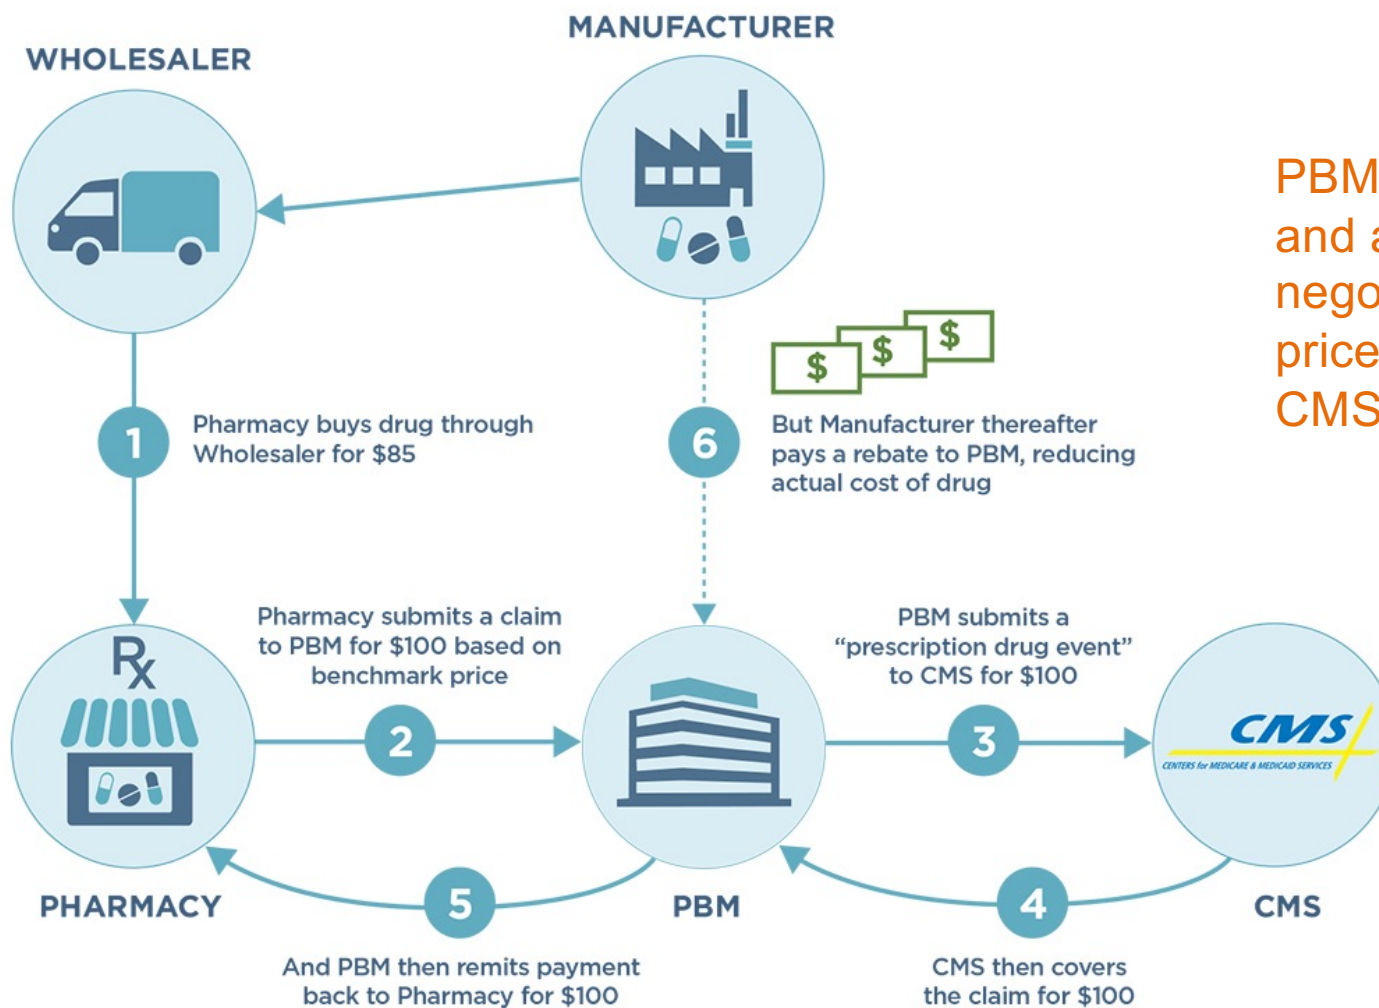 MANUFACTURER
WHOLESALER
PBM
and
nego
price
CMS
$ $ $
1
Pharmacy buys drug through
Wholesaler for $85
6
But Manufacturer thereafter
pays a rebate to PBM, reducing
actual cost of drug
Rx
Pharmacy submits a claim
to PBM for $100 based on
benchmark price
2
PBM submits a
“prescription drug event”
to CMS for $100
3
CMS
CENTERS for MEDICARE & MEDICAID SERVICES
PHARMACY
5
PBM
4
CMS
And PBM then remits payment
back to Pharmacy for $100
CMS then covers
the claim for $100